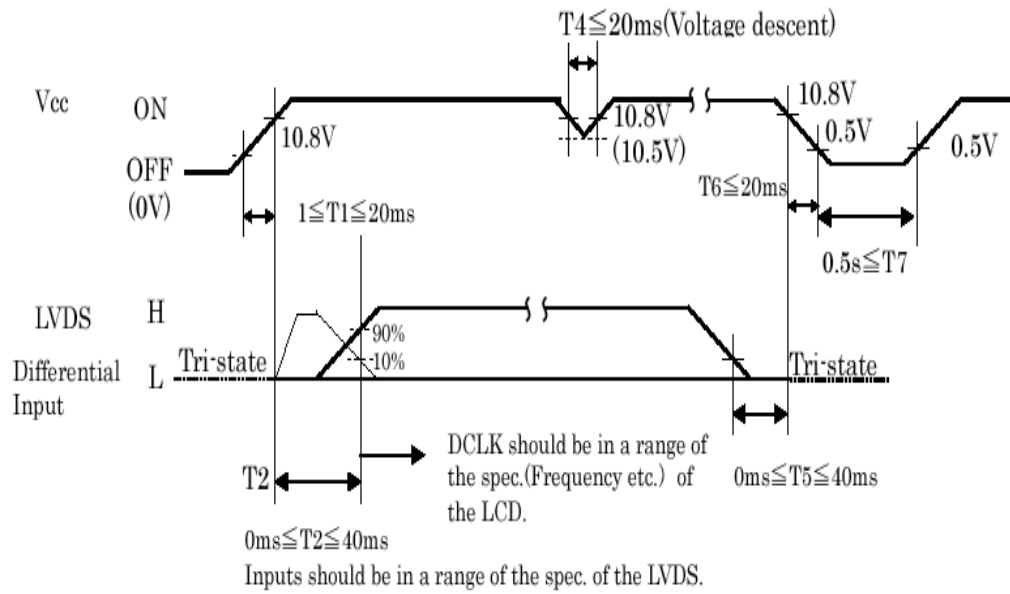 T4≦20ms(Voltage descent)
Vcc
ON
10.8V
10.8V
(10.5V)
10.8V
0.5V
0.5V
OFF
(0V)
T6≦20ms
1≦T1≦20ms
0.5s≦T7
LVDS
Differential
Input
H
90%
10%
Tri-state
L
Tri-state
T2
DCLK should be in a range of
the spec.(Frequency etc.) of
the LCD.
0ms≦T5≦40ms
0ms≦T2≦40ms
Inputs should be in a range of the spec. of the LVDS.